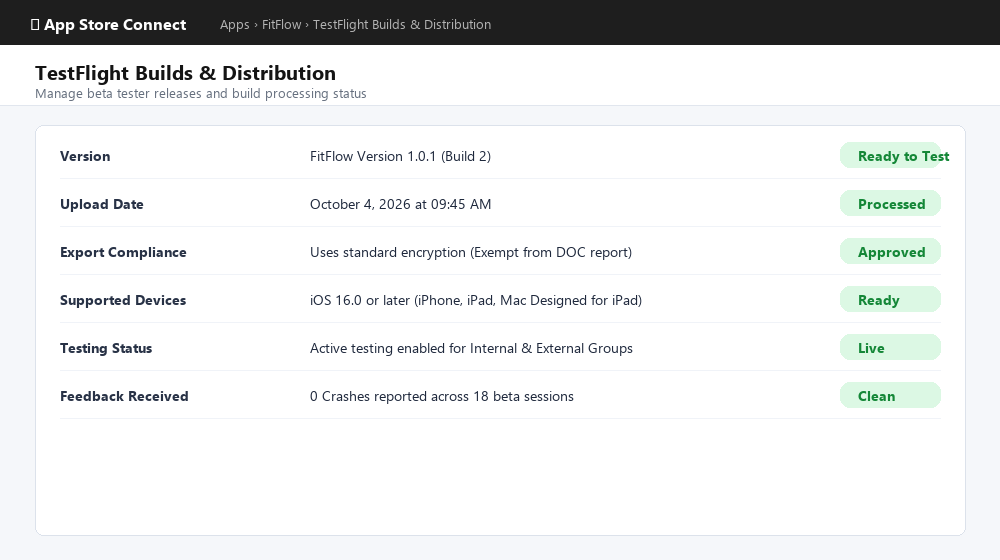 App Store Connect Apps › FitFlow › TestFlight Builds & Distribution
TestFlight Builds & Distribution
Manage beta tester releases and build processing status
Version FitFlow Version 1.0.1 (Build 2) Ready to Test
Upload Date October 4, 2026 at 09:45 AM Processed
Export Compliance Uses standard encryption (Exempt from DOC report) Approved
Supported Devices iOS 16.0 or later (iPhone, iPad, Mac Designed for iPad) Ready
Testing Status Active testing enabled for Internal & External Groups Live
Feedback Received 0 Crashes reported across 18 beta sessions Clean